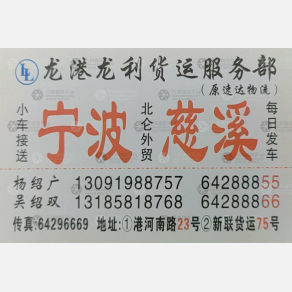 LL 龙港龙利货运服务部
(原速达物流)
小车接送 宁波 北仑外贸 慈溪 每日发车
杨绍广 13091988757 64288855
吴绍双 13185818768 64288866
传真:64296669 地址:①港河南路23号②新联货运75号